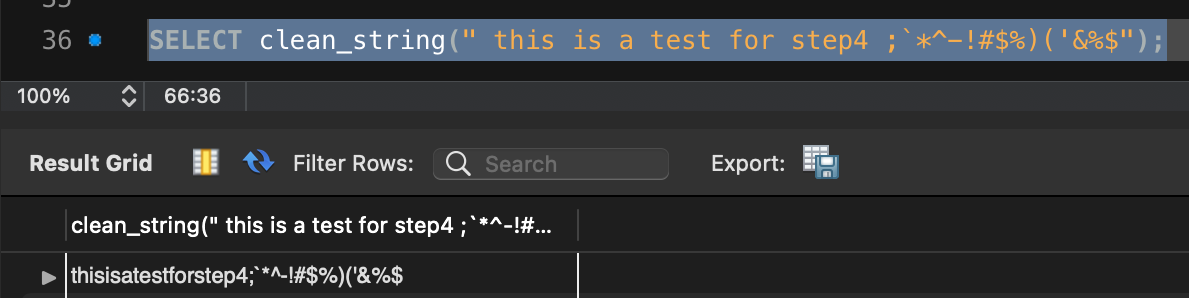 36 SELECT clean_string(" this is a test for step4 ;`*^-!#$%)('&%$");
100% 66:36
Result Grid Filter Rows: Search Export:
clean_string(" this is a test for step4 ;`*^-!#...
thisisatestforstep4;`*^-!#$%)('&%$